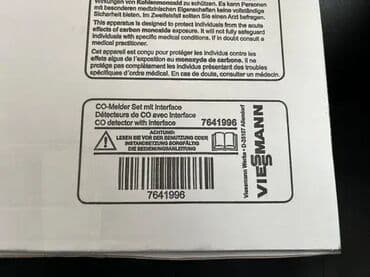 Wirkungen von Kohlenmonoxid zu schützen. Es kann Personen
mit besonderen medizinischen Eigenschaften keine vollständige
Sicherheit bieten. Im Zweifelsfall sollten Sie einen Arzt befragen.
This apparatus is designed to protect individuals from the acute
effects of carbon monoxide exposure. It will not fully safeguard
individuals with specific medical conditions. If in doubt consult a
medical practitioner.
Cet appareil est conçu pour protéger les individus contre les
effets aigus de l'exposition au monoxyde de carbone. Il ne
protège pas complètement les individus présentant des troubles
spécifiques d'ordre médical. En cas de doute, consulter un médecin.
CO-Melder Set mit Interface
Détecteurs de CO avec interface
CO detector with interface 7641996
ACHTUNG:
LESEN SIE VOR DER BENUTZUNG ODER
INSTANDSETZUNG SORGFÄLTIG
DIE BEDIENUNGSANLEITUNG
7641996
Viessmann Werke • D-35107 Allendorf
VIESSMANN